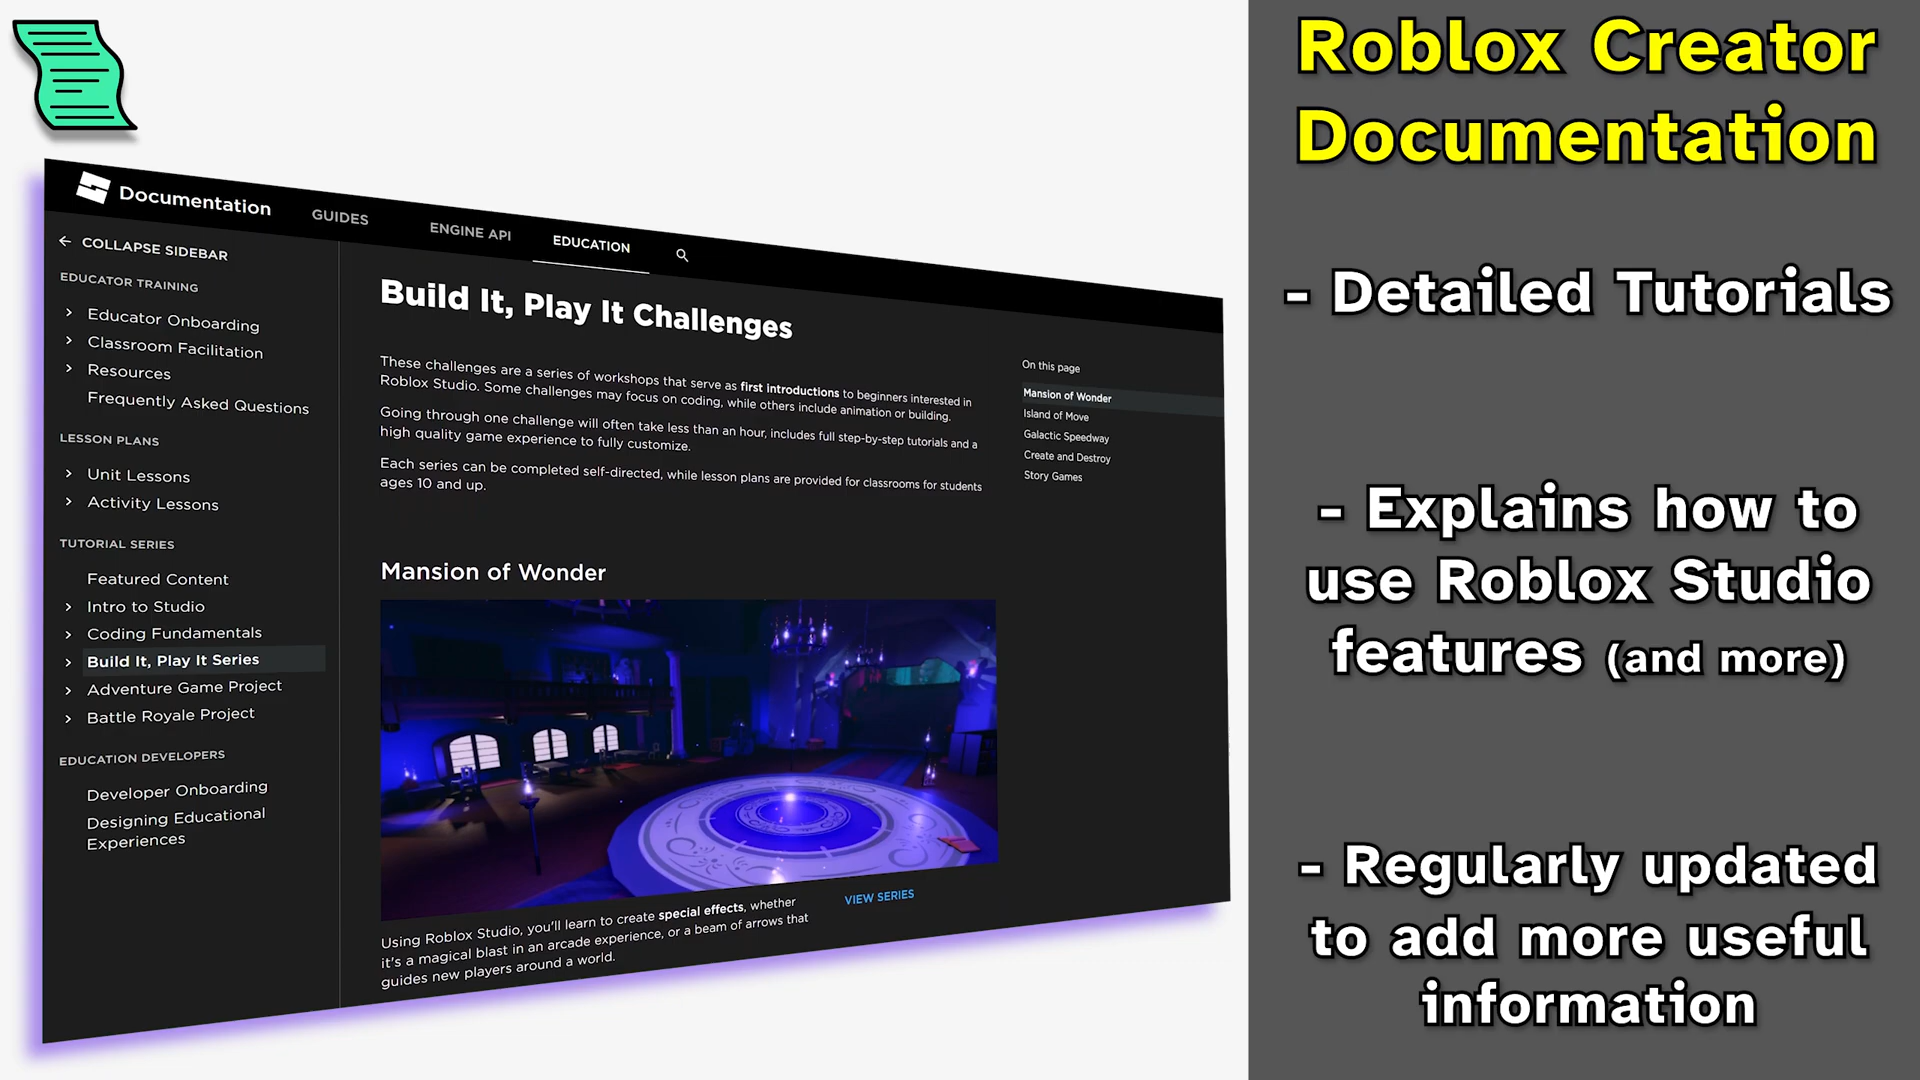 Roblox Creator
Documentation
- Detailed Tutorials
- Explains how to
use Roblox Studio
features (and more)
- Regularly updated
to add more useful
information
Documentation
GUIDES
ENGINE API
EDUCATION
COLLAPSE SIDEBAR
EDUCATOR TRAINING
Educator Onboarding
Classroom Facilitation
Resources
Frequently Asked Questions
LESSON PLANS
Unit Lessons
Activity Lessons
TUTORIAL SERIES
Featured Content
Intro to Studio
Coding Fundamentals
Build It, Play It Series
Adventure Game Project
Battle Royale Project
EDUCATION DEVELOPERS
Developer Onboarding
Designing Educational
Experiences
Build It, Play It Challenges
These challenges are a series of workshops that serve as first introductions to beginners interested in
Roblox Studio. Some challenges may focus on coding, while others include animation or building.
Going through one challenge will often take less than an hour, includes full step-by-step tutorials and a
high quality game experience to fully customize.
Each series can be completed self-directed, while lesson plans are provided for classrooms for students
ages 10 and up.
Mansion of Wonder
Using Roblox Studio, you'll learn to create special effects, whether
it's a magical blast in an arcade experience, or a beam of arrows that
guides new players around a world.
VIEW SERIES
On this page
Mansion of Wonder
Island of Move
Galactic Speedway
Create and Destroy
Story Games